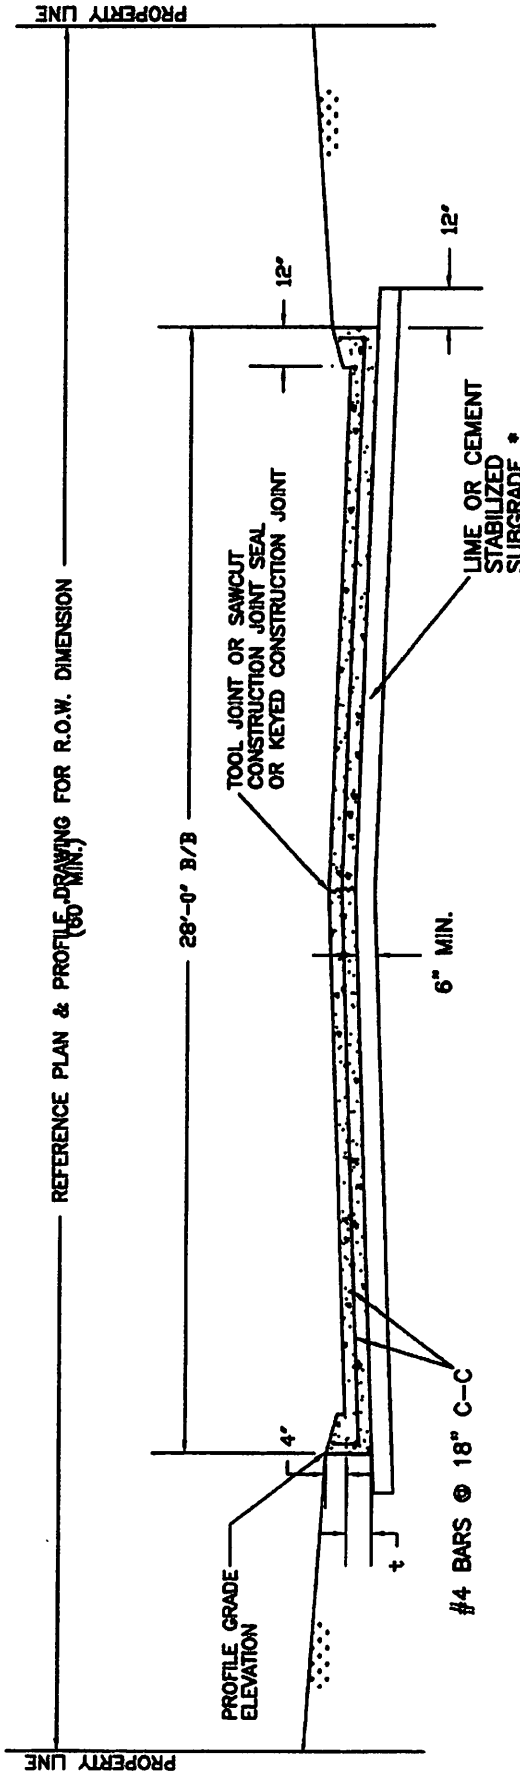 PROPERTY LINE
REFERENCE PLAN & PROFILE DRAWING FOR R.O.W. DIMENSION
(60' MIN.)
PROPERTY LINE
28'-0" B/B
PROFILE GRADE
ELEVATION
4"
TOOL JOINT OR SAWCUT
CONSTRUCTION JOINT SEAL
OR KEYED CONSTRUCTION JOINT
12"
t
6" MIN.
12"
#4 BARS @ 18" C-C
LIME OR CEMENT
STABILIZED
SUBGRADE *